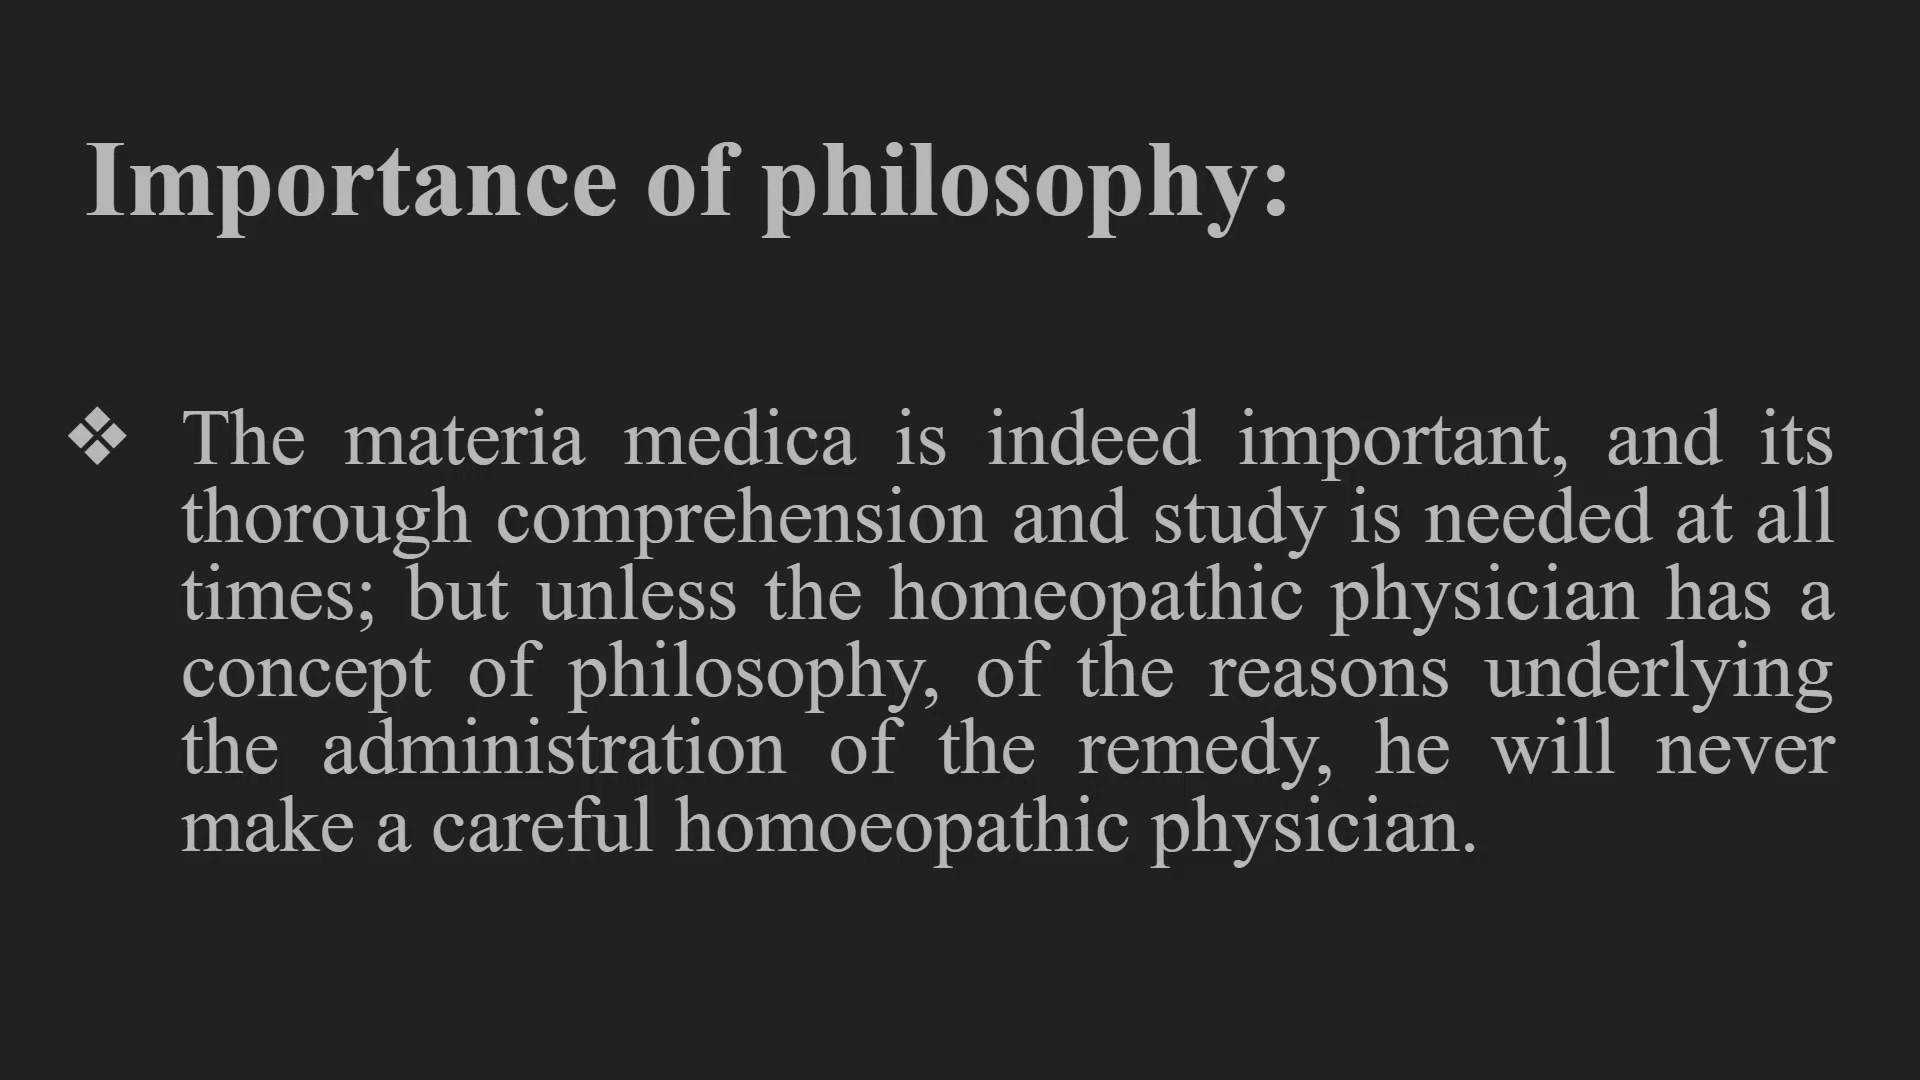 Importance of philosophy:
❖ The materia medica is indeed important, and its
thorough comprehension and study is needed at all
times; but unless the homeopathic physician has a
concept of philosophy, of the reasons underlying
the administration of the remedy, he will never
make a careful homoeopathic physician.